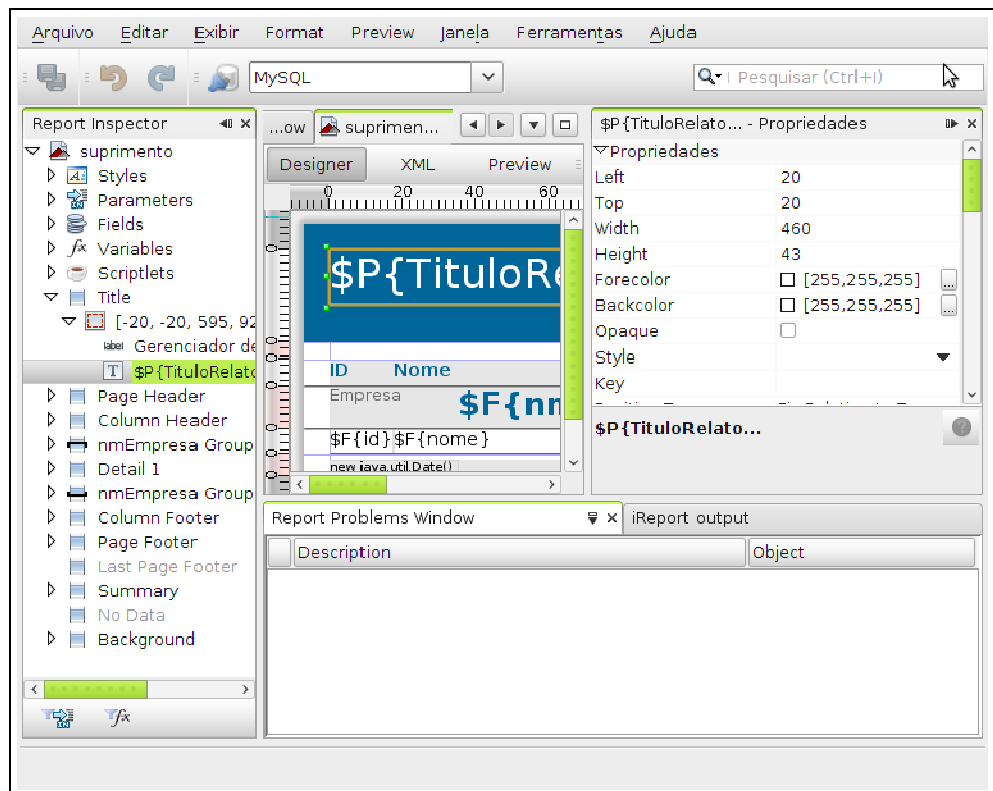 Arquivo Editar Exibir Format Preview Janela Ferramentas Ajuda
MySQL
Pesquisar (Ctrl+I)
Report Inspector
suprimento
Styles
Parameters
Fields
Variables
Scriptlets
Title
[-20, -20, 595, 92
label Gerenciador de
T $P{TituloRelato
Page Header
Column Header
nmEmpresa Group
Detail 1
nmEmpresa Group
Column Footer
Page Footer
Last Page Footer
Summary
No Data
Background
...ow suprimen...
Designer XML Preview
0 20 40 60
$P{TituloRe
ID Nome
Empresa
$F{nn
$F{id} $F{nome}
new java.util.Date()
$P{TituloRelato... - Propriedades
Propriedades
Left 20
Top 20
Width 460
Height 43
Forecolor [255,255,255] ...
Backcolor [255,255,255] ...
Opaque
Style
Key
$P{TituloRelato...
Report Problems Window
iReport output
Description Object